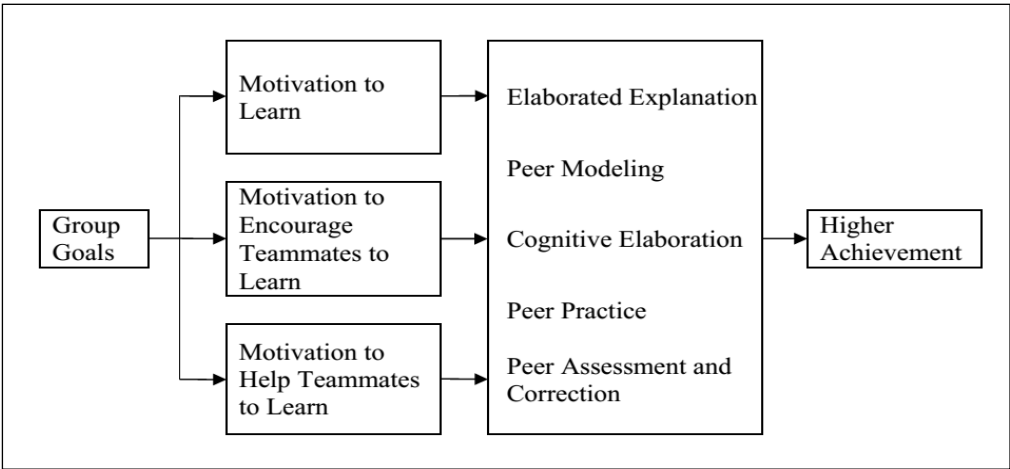 Group
Goals
Motivation to
Learn
Motivation to
Encourage
Teammates to
Learn
Motivation to
Help Teammates
to Learn
Elaborated Explanation
Peer Modeling
Cognitive Elaboration
Peer Practice
Peer Assessment and
Correction
Higher
Achievement